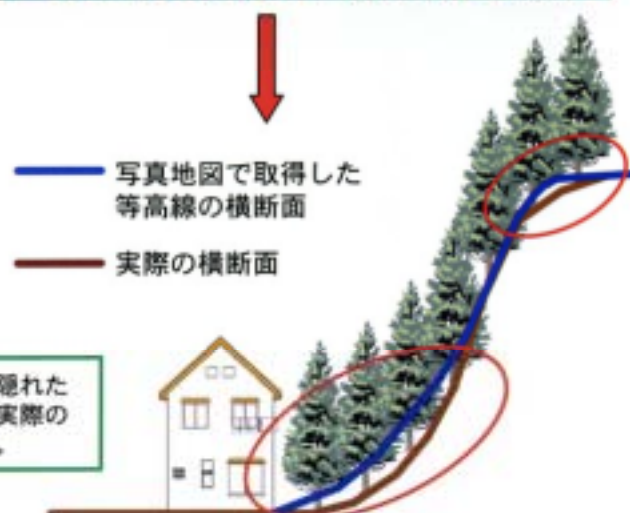 写真地図で取得した
等高線の横断面
実際の横断面
隠れた
実際の